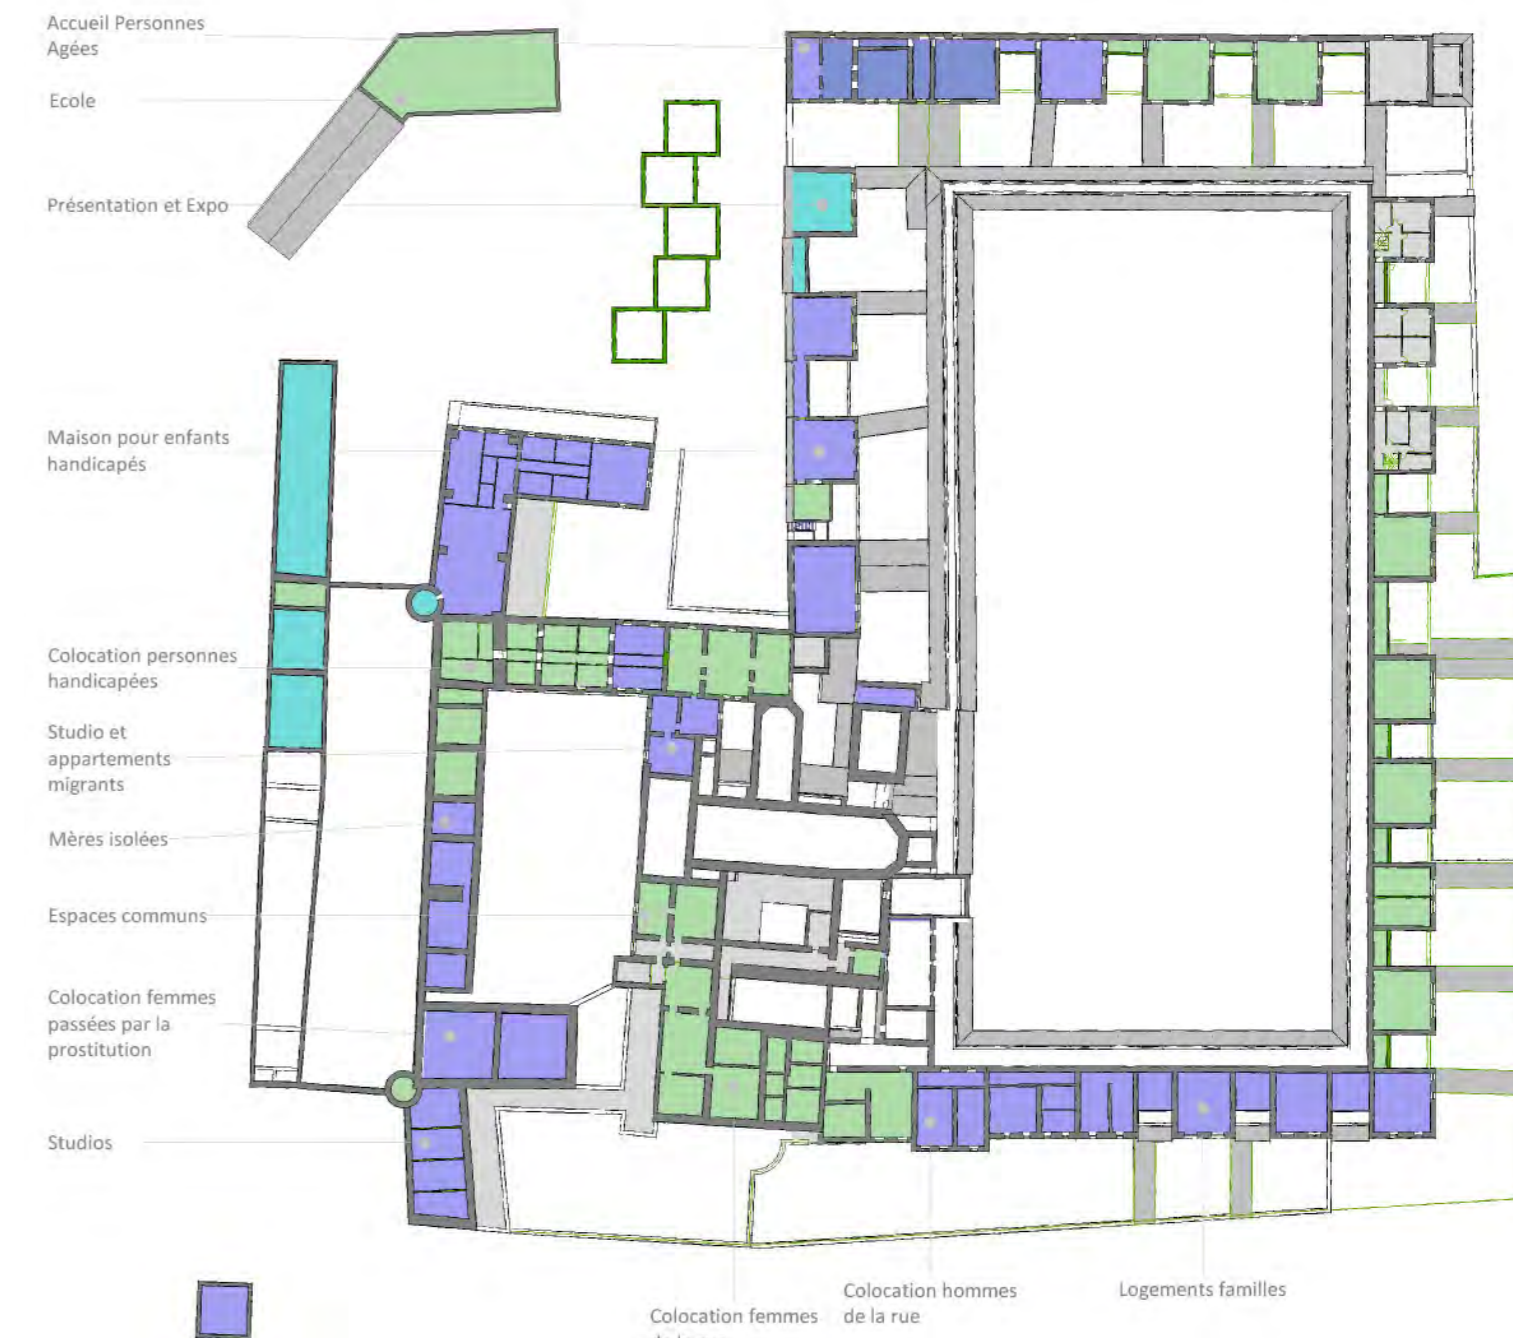 Accueil Personnes
Agées
Ecole
Présentation et Expo
Maison pour enfants
handicapés
Colocation personnes
handicapées
Studio et
appartements
migrants
Mères isolées
Espaces communs
Colocation femmes
passées par la
prostitution
Studios
Colocation femmes
Colocation hommes
de la rue
Logements familles